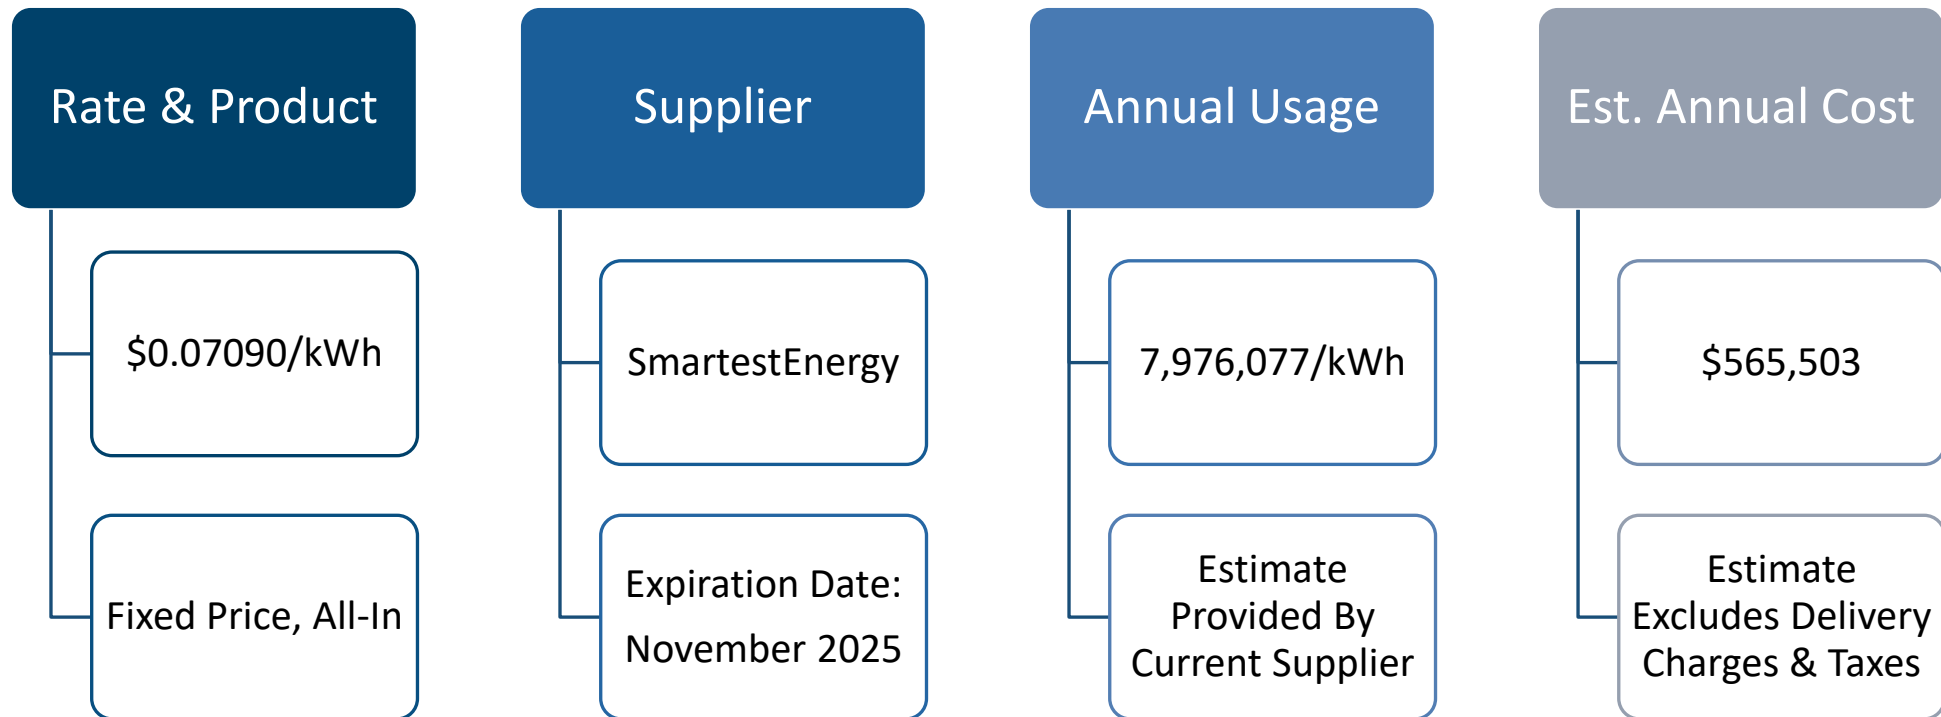 Rate & Product
$0.07090/kWh
Fixed Price, All-In
Supplier
SmartestEnergy
Expiration Date:
November 2025
Annual Usage
7,976,077/kWh
Estimate
Provided By
Current Supplier
Est. Annual Cost
$565,503
Estimate
Excludes Delivery
Charges & Taxes